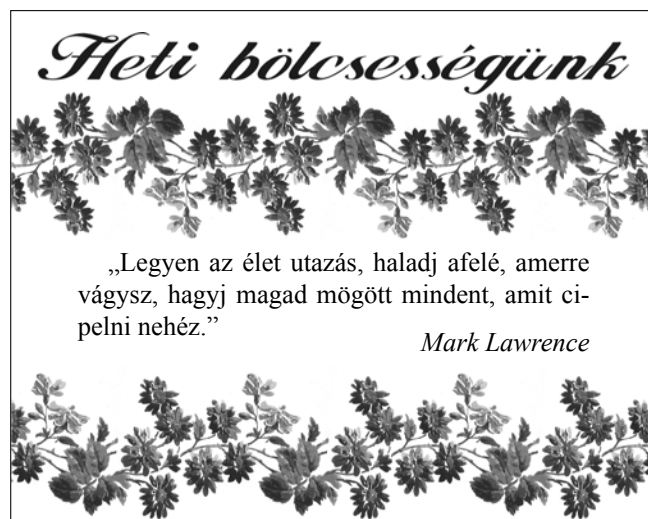 Heti bölcsességünk
„Legyen az élet utazás, haladj afelé, amerre
vágysz, hagyj magad mögött mindent, amit ci-
pelni nehéz.”
Mark Lawrence